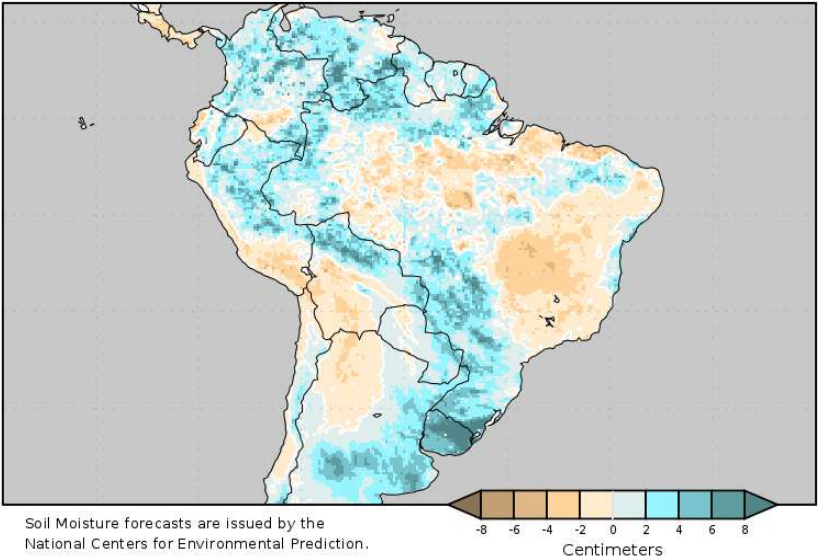 Soil Moisture forecasts are issued by the
National Centers for Environmental Prediction.
-8 -6 -4 -2 0 2 4 6 8
Centimeters